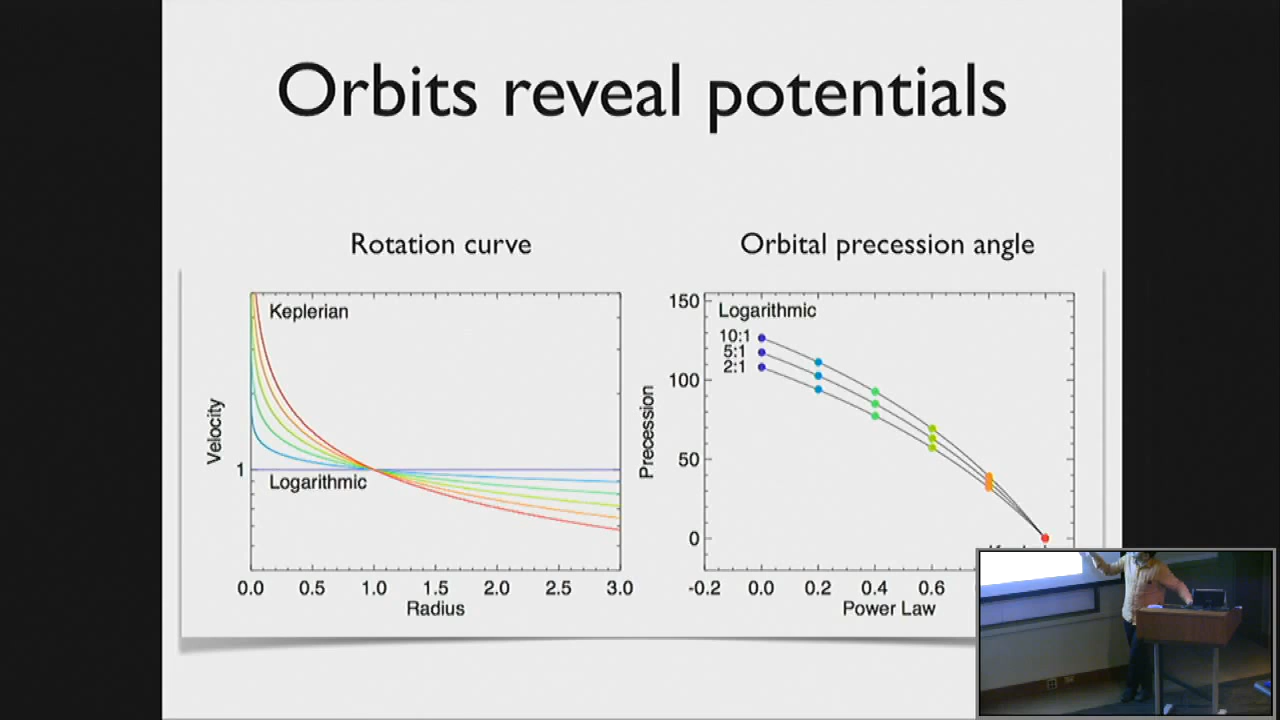 Orbits reveal potentials
Rotation curve
Keplerian
Logarithmic
Velocity
1
0.0 0.5 1.0 1.5 2.0 2.5 3.0
Radius
Orbital precession angle
Logarithmic
10:1
5:1
2:1
Precession
150
100
50
0
-0.2 0.0 0.2 0.4 0.6
Power Law